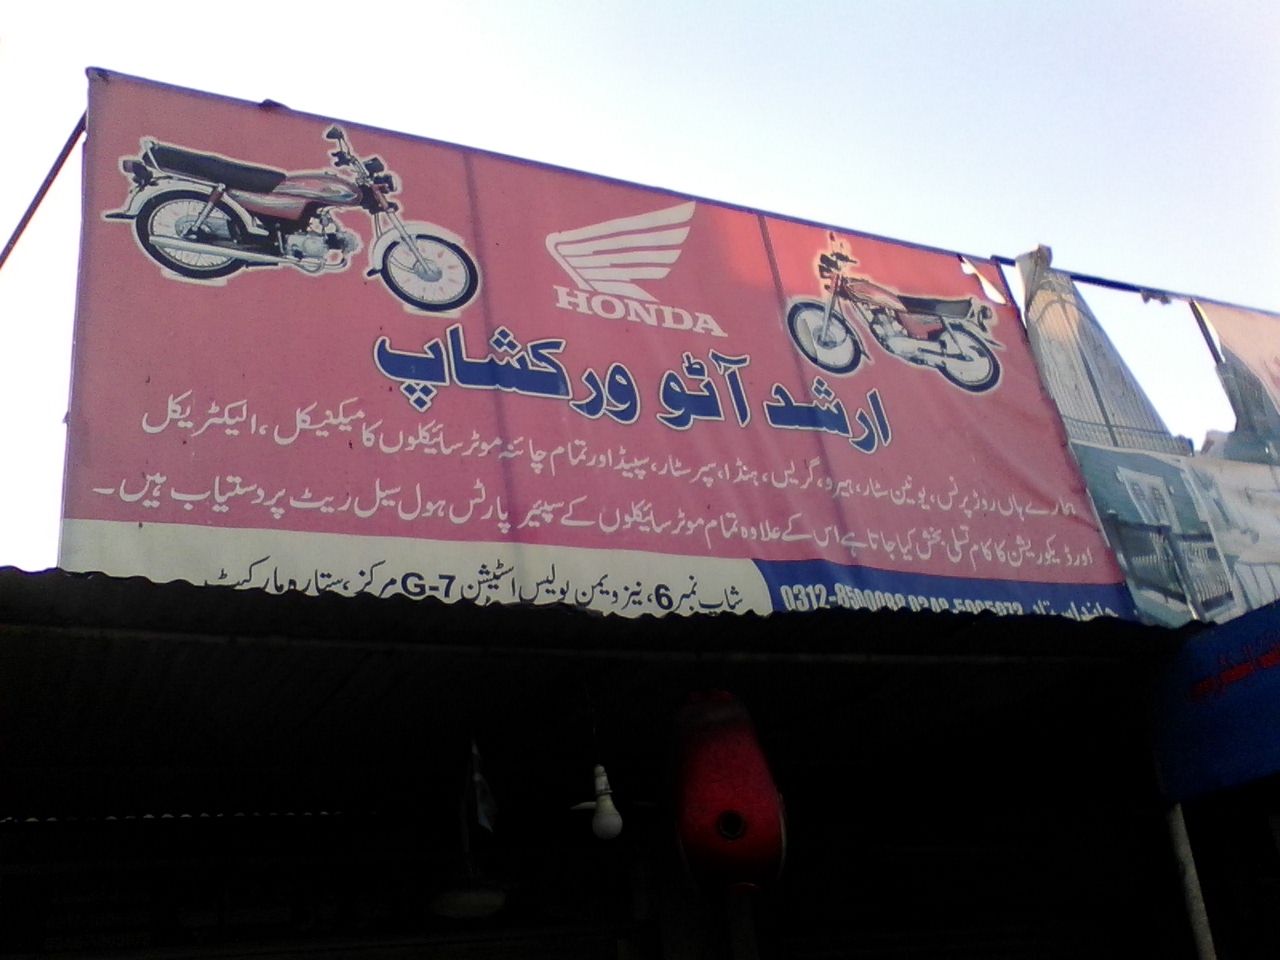 HONDA
ارشد آٹو ورکشاپ
ہمارے ہاں روڈ پرنس، یونین سٹار، ہیرو، گریس، ہنڈا، سپر سٹار، سپیڈ اور تمام چائنہ موٹر سائیکلوں کا میکینیکل، الیکٹریکل
اور ڈیکوریشن کا کام تسلی بخش کیا جاتا ہے اس کے علاوہ تمام موٹر سائیکلوں کے سپیئر پارٹس ہول سیل ریٹ پر دستیاب ہیں۔
شاپ نمبر 6، نیز ویمن پولیس اسٹیشن G-7 مرکز، ستارہ مارکیٹ